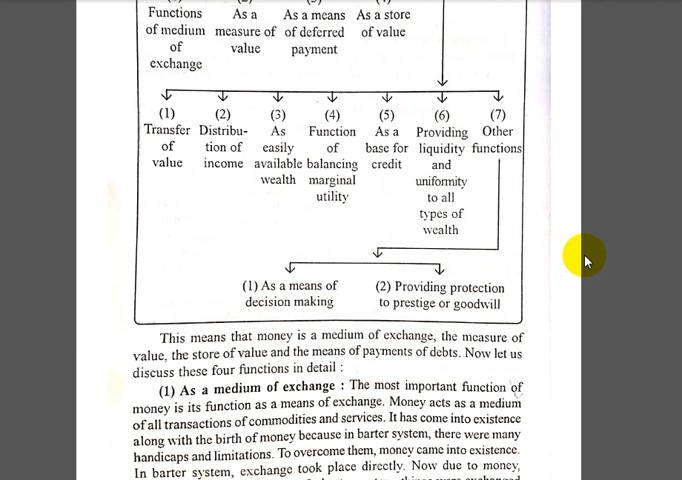 (4)
Functions As a As a means As a store
of medium measure of of deferred of value
of value payment
exchange
(1) (2) (3) (4) (5) (6) (7)
Transfer Distribu- As Function As a Providing Other
of tion of easily of base for liquidity functions
value income available balancing credit and
wealth marginal uniformity
utility to all
types of
wealth
(1) As a means of (2) Providing protection
decision making to prestige or goodwill
This means that money is a medium of exchange, the measure of
value, the store of value and the means of payments of debts. Now let us
discuss these four functions in detail :
(1) As a medium of exchange : The most important function of
money is its function as a means of exchange. Money acts as a medium
of all transactions of commodities and services. It has come into existence
along with the birth of money because in barter system, there were many
handicaps and limitations. To overcome them, money came into existence.
In barter system, exchange took place directly. Now due to money,